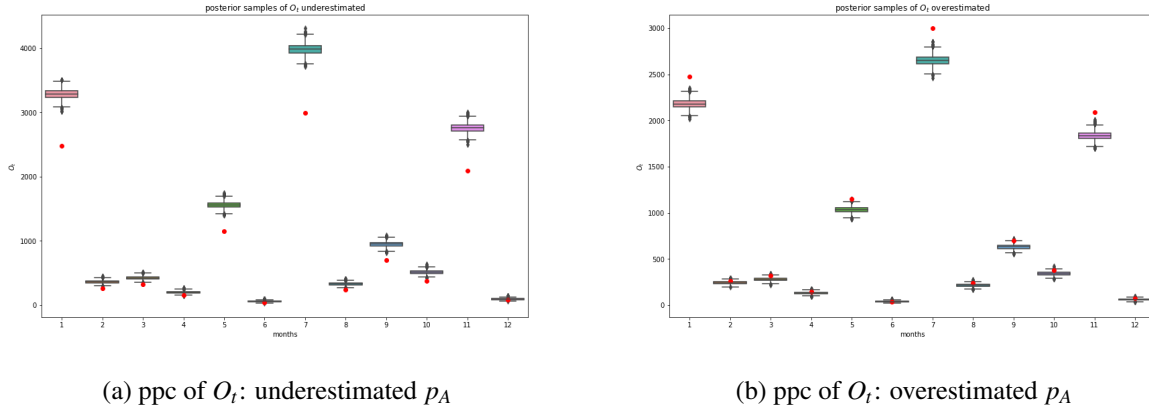 posterior samples of O_t underestimated
4000
3000
2000
1000
0
O_t
1 2 3 4 5 6 7 8 9 10 11 12
months
(a) ppc of O_t: underestimated p_A
posterior samples of O_t overestimated
3000
2500
2000
1500
1000
500
0
O_t
1 2 3 4 5 6 7 8 9 10 11 12
months
(b) ppc of O_t: overestimated p_A